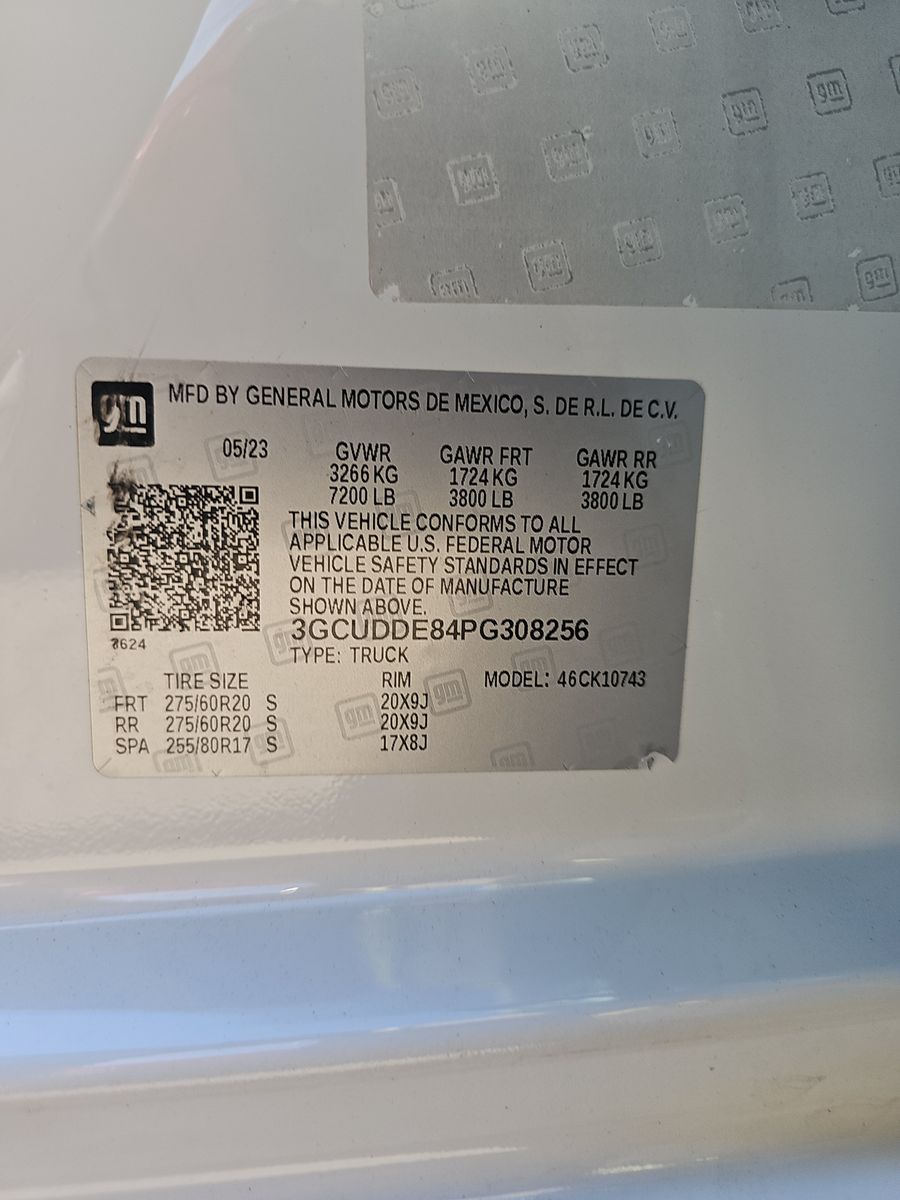 gm
MFD BY GENERAL MOTORS DE MEXICO, S. DE R.L. DE C.V.
05/23 GVWR GAWR FRT GAWR RR
3266 KG 1724 KG 1724 KG
7200 LB 3800 LB 3800 LB
THIS VEHICLE CONFORMS TO ALL
APPLICABLE U.S. FEDERAL MOTOR
VEHICLE SAFETY STANDARDS IN EFFECT
ON THE DATE OF MANUFACTURE
SHOWN ABOVE.
3GCUDDE84PG308256
TYPE: TRUCK
TIRE SIZE RIM MODEL: 46CK10743
FRT 275/60R20 S 20X9J
RR 275/60R20 S 20X9J
SPA 255/80R17 S 17X8J